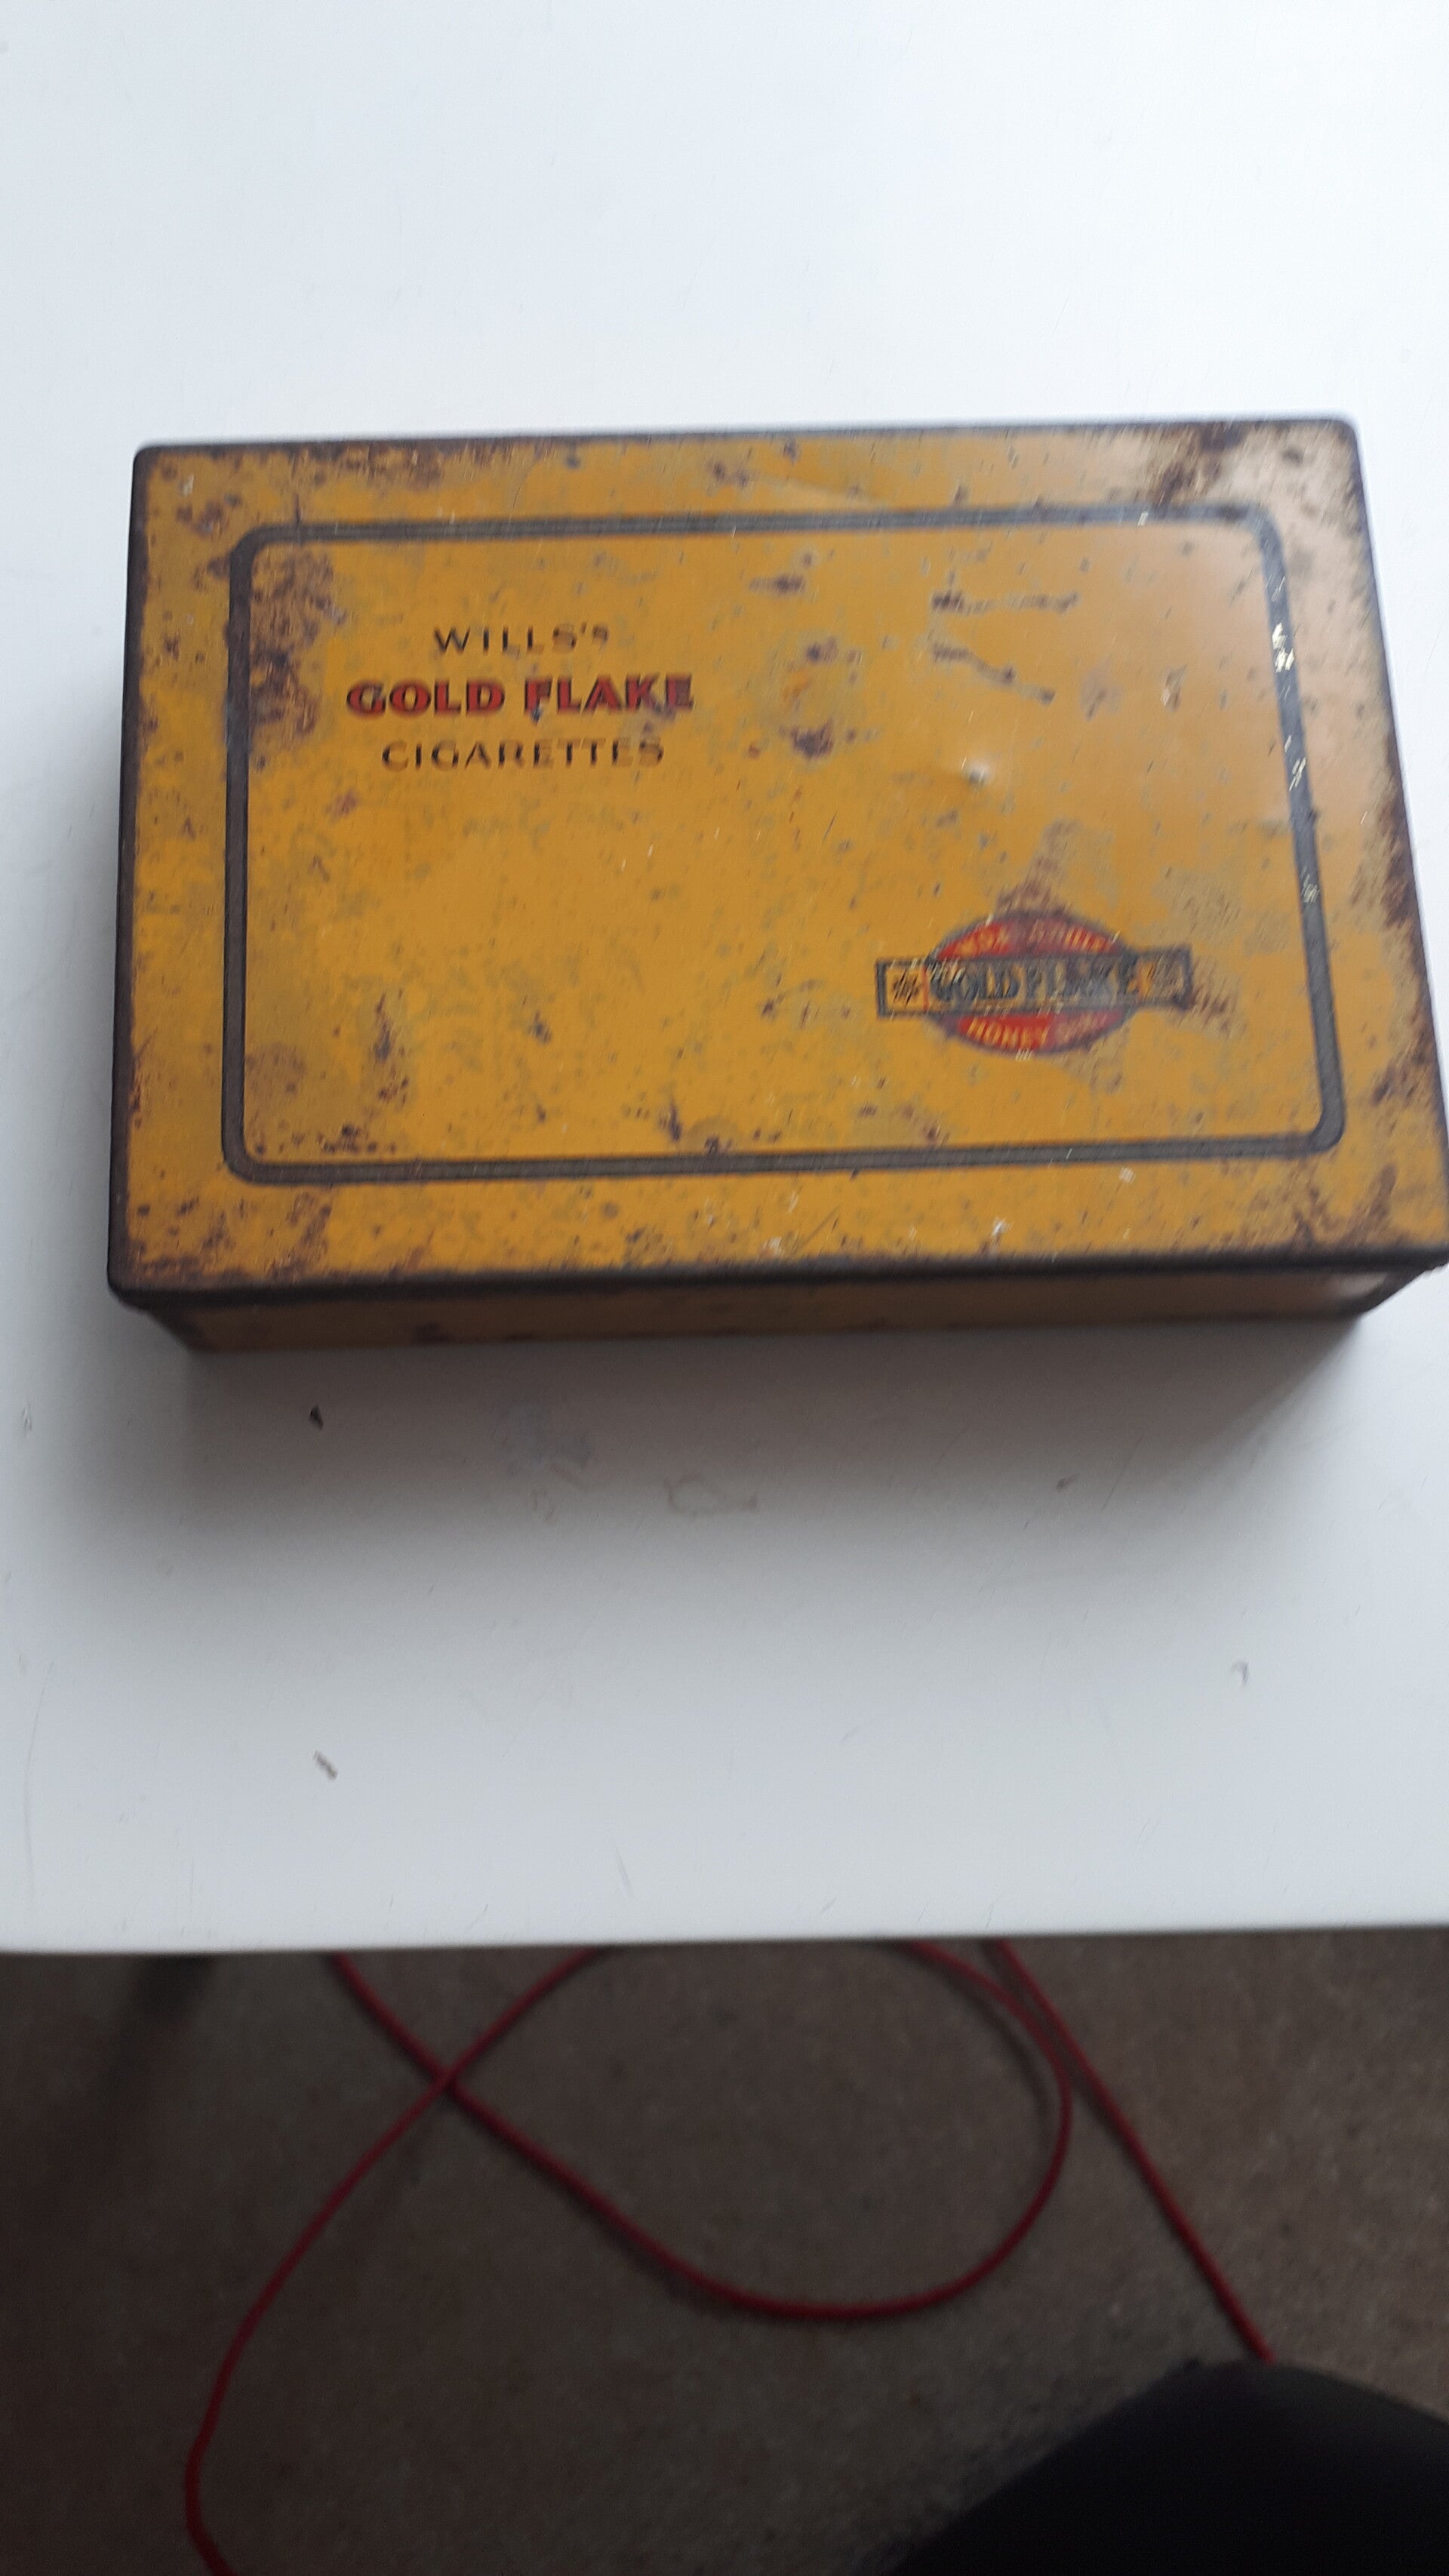 WILLS's
GOLD FLAKE
CIGARETTES
GOLD FLAKE
HONEY